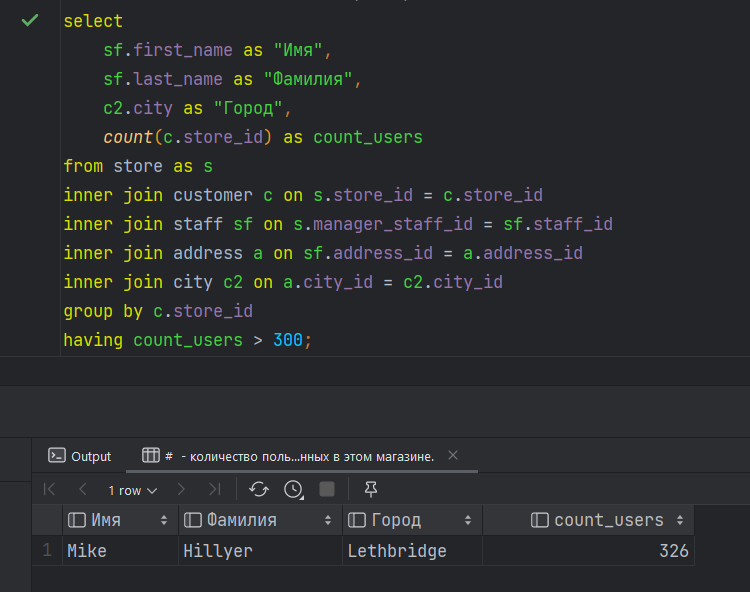 select
sf.first_name as "Имя",
sf.last_name as "Фамилия",
c2.city as "Город",
count(c.store_id) as count_users
from store as s
inner join customer c on s.store_id = c.store_id
inner join staff sf on s.manager_staff_id = sf.staff_id
inner join address a on sf.address_id = a.address_id
inner join city c2 on a.city_id = c2.city_id
group by c.store_id
having count_users > 300;
Output # - количество поль...нных в этом магазине.
1 row
Имя Фамилия Город count_users
1 Mike Hillyer Lethbridge 326